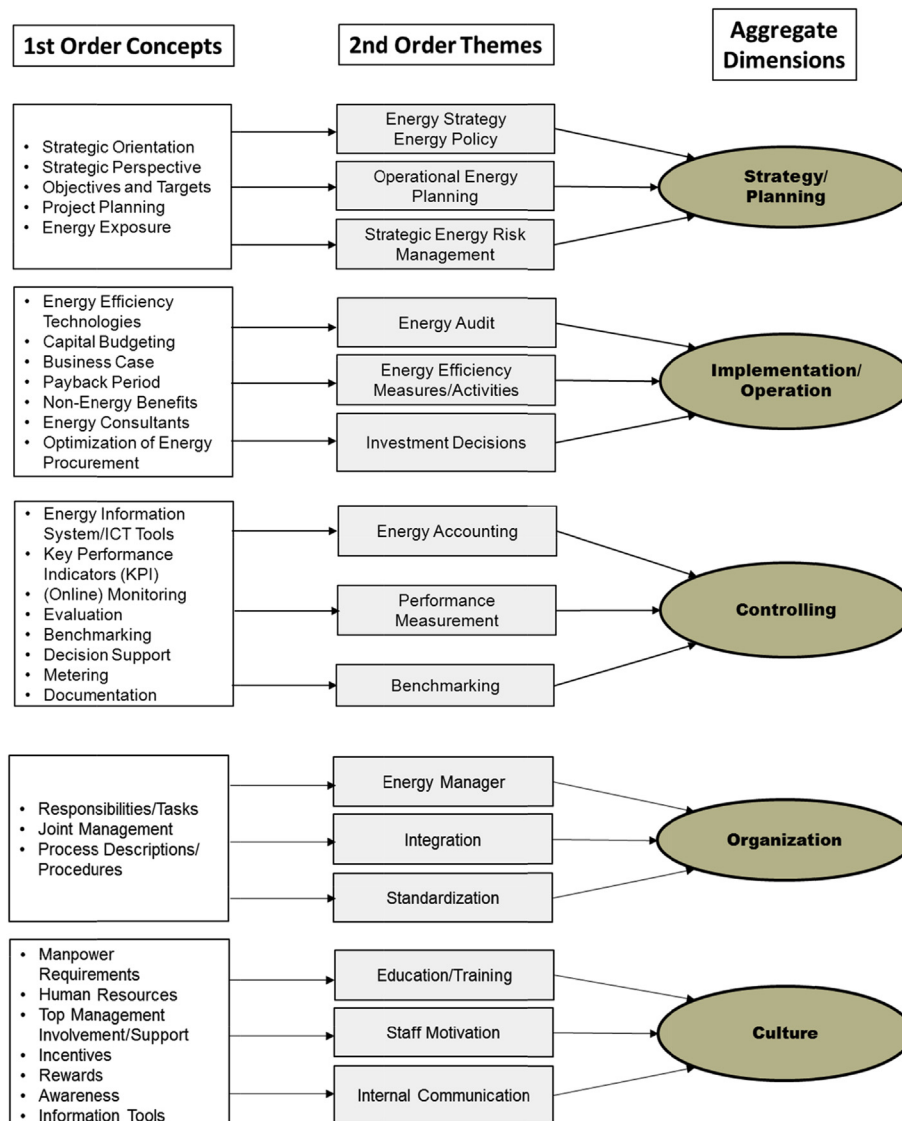 1st Order Concepts
2nd Order Themes
Aggregate
Dimensions
• Strategic Orientation
• Strategic Perspective
• Objectives and Targets
• Project Planning
• Energy Exposure
Energy Strategy
Energy Policy
Operational Energy
Planning
Strategic Energy Risk
Management
Strategy/
Planning
• Energy Efficiency
Technologies
• Capital Budgeting
• Business Case
• Payback Period
• Non-Energy Benefits
• Energy Consultants
• Optimization of Energy
Procurement
Energy Audit
Energy Efficiency
Measures/Activities
Investment Decisions
Implementation/
Operation
• Energy Information
System/ICT Tools
• Key Performance
Indicators (KPI)
• (Online) Monitoring
• Evaluation
• Benchmarking
• Decision Support
• Metering
• Documentation
Energy Accounting
Performance
Measurement
Benchmarking
Controlling
• Responsibilities/Tasks
• Joint Management
• Process Descriptions/
Procedures
Energy Manager
Integration
Standardization
Organization
• Manpower
Requirements
• Human Resources
• Top Management
Involvement/Support
• Incentives
• Rewards
• Awareness
• Information Tools
Education/Training
Staff Motivation
Internal Communication
Culture